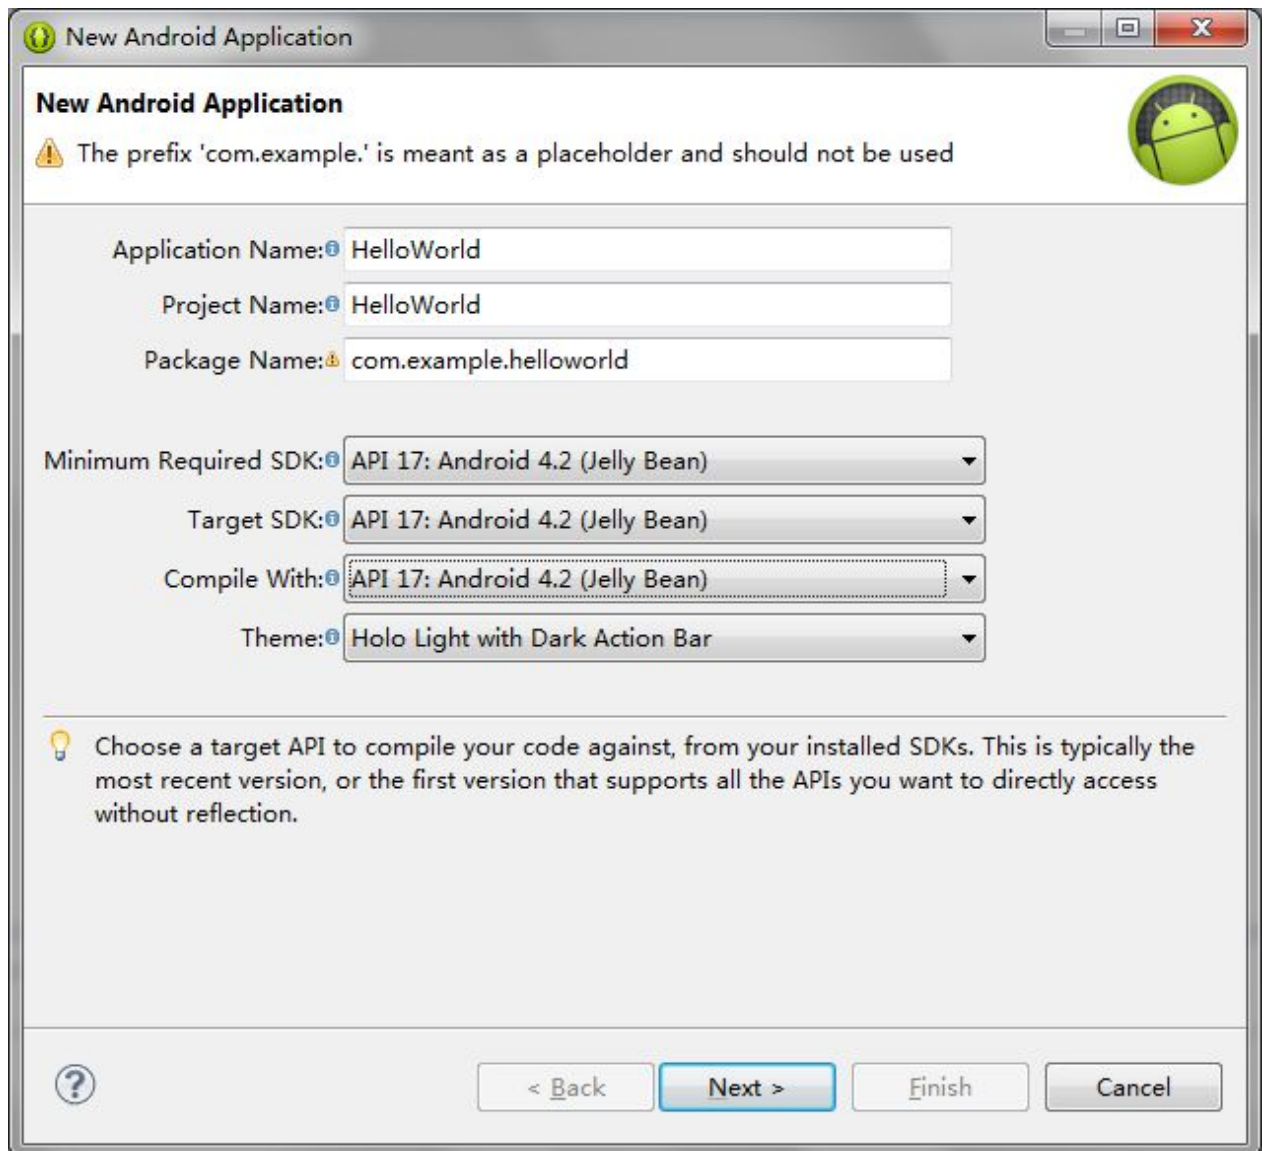 New Android Application
New Android Application
The prefix 'com.example.' is meant as a placeholder and should not be used
Application Name: HelloWorld
Project Name: HelloWorld
Package Name: com.example.helloworld
Minimum Required SDK: API 17: Android 4.2 (Jelly Bean)
Target SDK: API 17: Android 4.2 (Jelly Bean)
Compile With: API 17: Android 4.2 (Jelly Bean)
Theme: Holo Light with Dark Action Bar
Choose a target API to compile your code against, from your installed SDKs. This is typically the
most recent version, or the first version that supports all the APIs you want to directly access
without reflection.
< Back Next > Finish Cancel